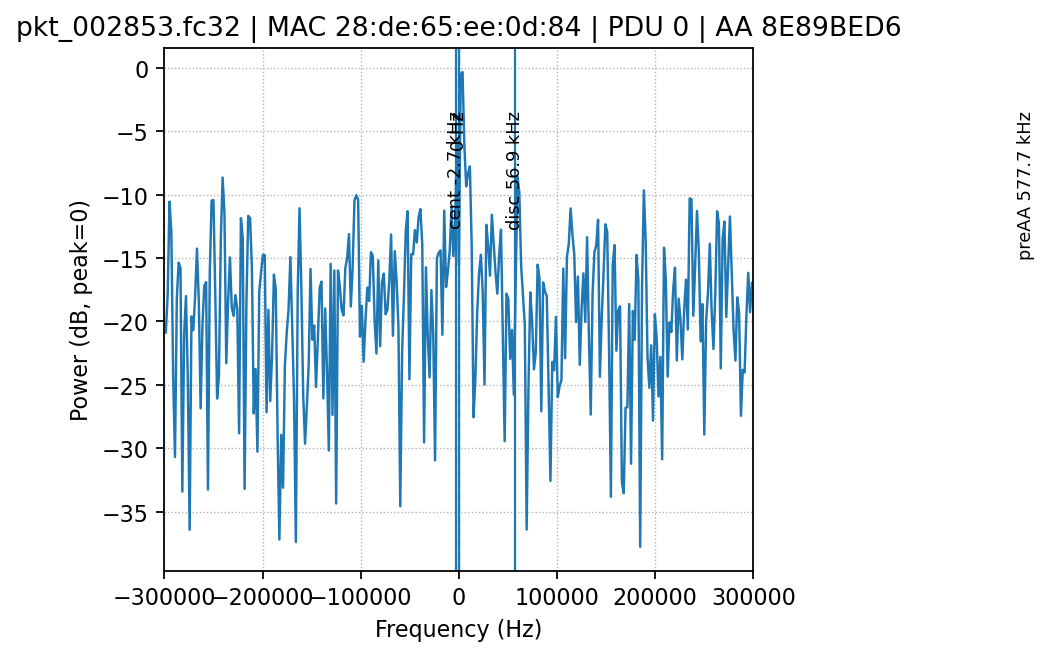 pkt_002853.fc32 | MAC 28:de:65:ee:0d:84 | PDU 0 | AA 8E89BED6
0
−5
−10
−15
−20
−25
−30
−35
Power (dB, peak=0)
cent -2.7 kHz
disc 56.9 kHz
preAA 577.7 kHz
−300000
−200000
−100000
0
100000
200000
300000
Frequency (Hz)